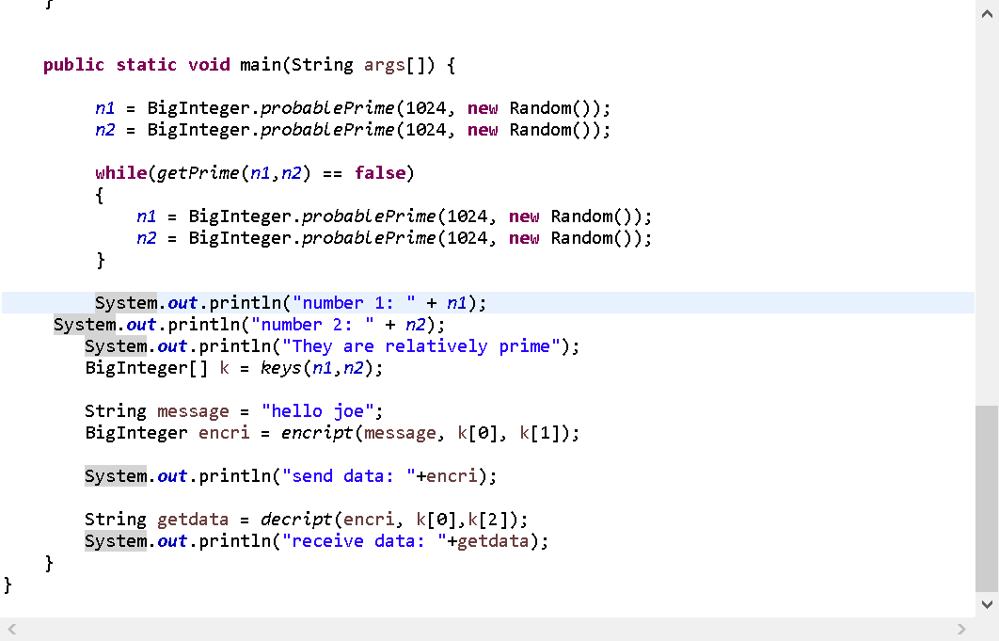 }
public static void main(String args[]) {
n1 = BigInteger.probablePrime(1024, new Random());
n2 = BigInteger.probablePrime(1024, new Random());
while(getPrime(n1,n2) == false)
{
n1 = BigInteger.probablePrime(1024, new Random());
n2 = BigInteger.probablePrime(1024, new Random());
}
System.out.println("number 1: " + n1);
System.out.println("number 2: " + n2);
System.out.println("They are relatively prime");
BigInteger[] k = keys(n1,n2);
String message = "hello joe";
BigInteger encri = encript(message, k[0], k[1]);
System.out.println("send data: "+encri);
String getdata = decript(encri, k[0],k[2]);
System.out.println("receive data: "+getdata);
}
}